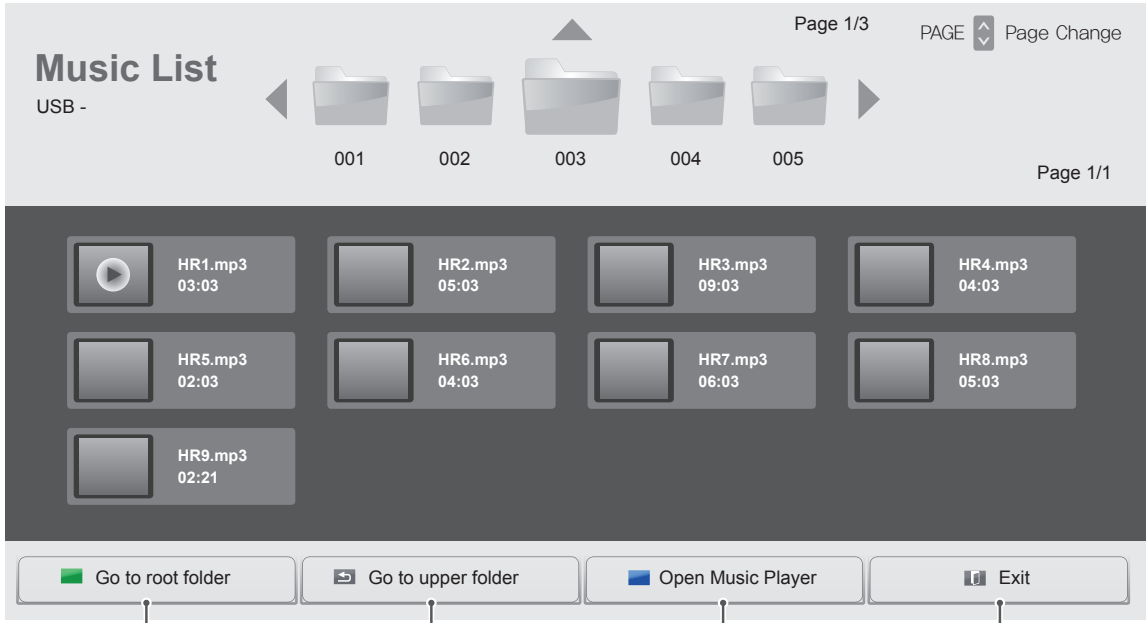 Page 1/3
PAGE Page Change
Music List
USB -
001 002 003 004 005
Page 1/1
HR1.mp3 HR2.mp3 HR3.mp3 HR4.mp3
03:03 05:03 09:03 04:03
HR5.mp3 HR6.mp3 HR7.mp3 HR8.mp3
02:03 04:03 06:03 05:03
HR9.mp3
02:21
Go to root folder Go to upper folder Open Music Player Exit